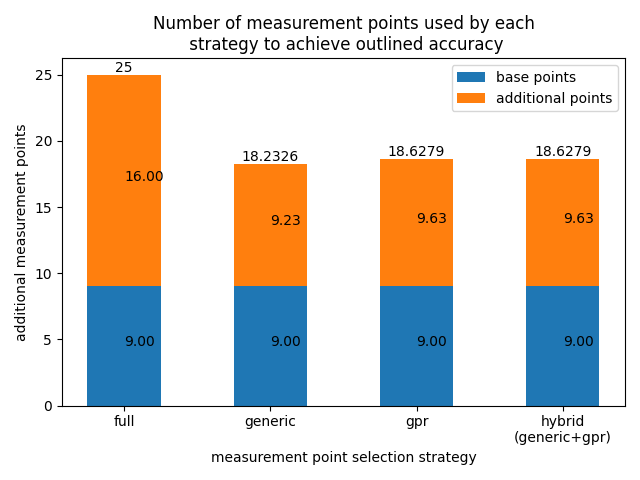 Number of measurement points used by each
strategy to achieve outlined accuracy
base points
additional points
25
18.2326
18.6279
18.6279
16.00
9.23
9.63
9.63
9.00
9.00
9.00
9.00
additional measurement points
25
20
15
10
5
0
full
generic
gpr
hybrid
(generic+gpr)
measurement point selection strategy